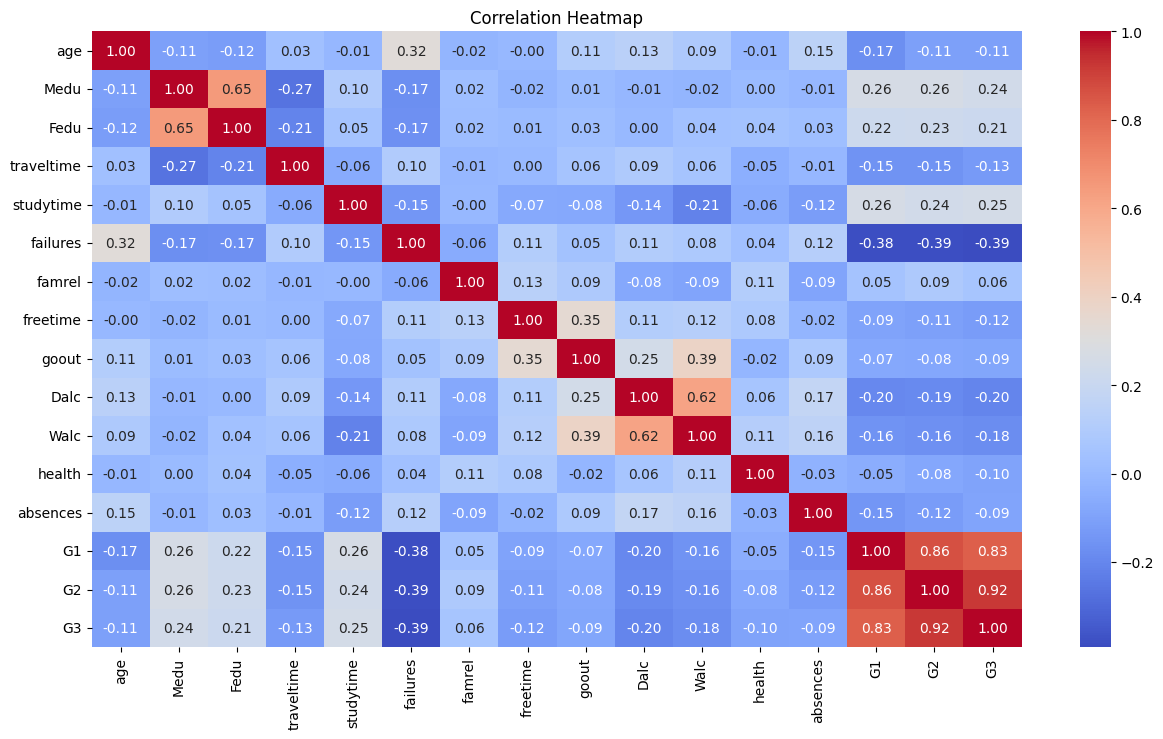 Correlation Heatmap
age 1.00 -0.11 -0.12 0.03 -0.01 0.32 -0.02 -0.00 0.11 0.13 0.09 -0.01 0.15 -0.17 -0.11 -0.11
Medu -0.11 1.00 0.65 -0.27 0.10 -0.17 0.02 -0.02 0.01 -0.01 -0.02 0.00 -0.01 0.26 0.26 0.24
Fedu -0.12 0.65 1.00 -0.21 0.05 -0.17 0.02 0.01 0.03 0.00 0.04 0.04 0.03 0.22 0.23 0.21
traveltime 0.03 -0.27 -0.21 1.00 -0.06 0.10 -0.01 0.00 0.06 0.09 0.06 -0.05 -0.01 -0.15 -0.15 -0.13
studytime -0.01 0.10 0.05 -0.06 1.00 -0.15 -0.00 -0.07 -0.08 -0.14 -0.21 -0.06 -0.12 0.26 0.24 0.25
failures 0.32 -0.17 -0.17 0.10 -0.15 1.00 -0.06 0.11 0.05 0.11 0.08 0.04 0.12 -0.38 -0.39 -0.39
famrel -0.02 0.02 0.02 -0.01 -0.00 -0.06 1.00 0.13 0.09 -0.08 -0.09 0.11 -0.09 0.05 0.09 0.06
freetime -0.00 -0.02 0.01 0.00 -0.07 0.11 0.13 1.00 0.35 0.11 0.12 0.08 -0.02 -0.09 -0.11 -0.12
goout 0.11 0.01 0.03 0.06 -0.08 0.05 0.09 0.35 1.00 0.25 0.39 -0.02 0.09 -0.07 -0.08 -0.09
Dalc 0.13 -0.01 0.00 0.09 -0.14 0.11 -0.08 0.11 0.25 1.00 0.62 0.06 0.17 -0.20 -0.19 -0.20
Walc 0.09 -0.02 0.04 0.06 -0.21 0.08 -0.09 0.12 0.39 0.62 1.00 0.11 0.16 -0.16 -0.16 -0.18
health -0.01 0.00 0.04 -0.05 -0.06 0.04 0.11 0.08 -0.02 0.06 0.11 1.00 -0.03 -0.05 -0.08 -0.10
absences 0.15 -0.01 0.03 -0.01 -0.12 0.12 -0.09 -0.02 0.09 0.17 0.16 -0.03 1.00 -0.15 -0.12 -0.09
G1 -0.17 0.26 0.22 -0.15 0.26 -0.38 0.05 -0.09 -0.07 -0.20 -0.16 -0.05 -0.15 1.00 0.86 0.83
G2 -0.11 0.26 0.23 -0.15 0.24 -0.39 0.09 -0.11 -0.08 -0.19 -0.16 -0.08 -0.12 0.86 1.00 0.92
G3 -0.11 0.24 0.21 -0.13 0.25 -0.39 0.06 -0.12 -0.09 -0.20 -0.18 -0.10 -0.09 0.83 0.92 1.00
age Medu Fedu traveltime studytime failures famrel freetime goout Dalc Walc health absences G1 G2 G3
1.0
0.8
0.6
0.4
0.2
0.0
−0.2